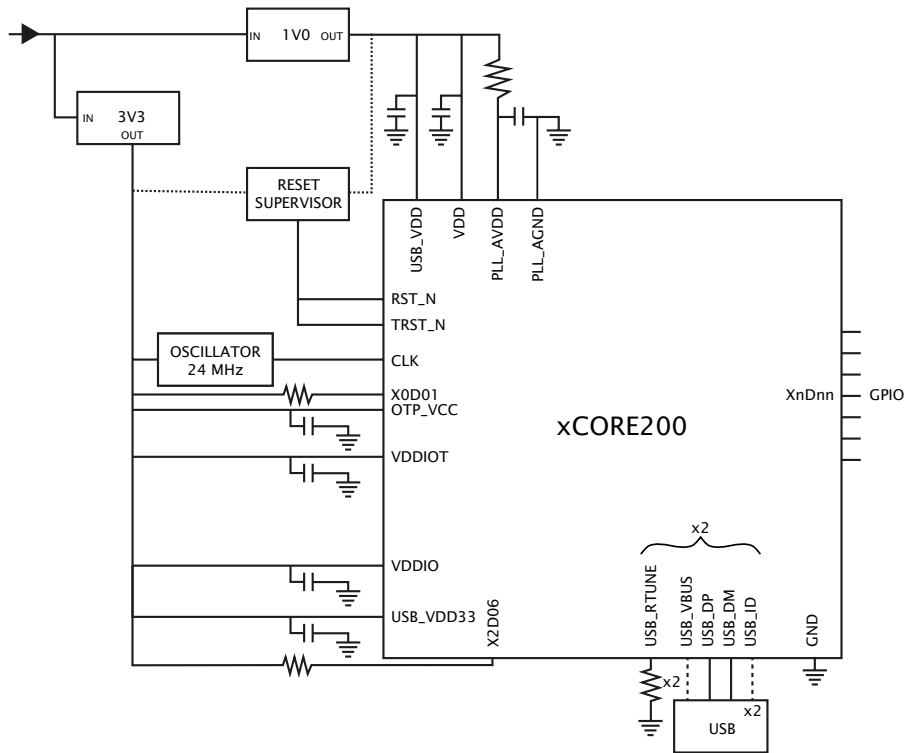 IN 1V0 OUT
IN 3V3
OUT
RESET
SUPERVISOR
USB_VDD
VDD
PLL_AVDD
PLL_AGND
RST_N
TRST_N
OSCILLATOR
24 MHz
CLK
X0D01
OTP_VCC
XnDnn
GPIO
xCORE200
VDDIOT
x2
VDDIO
USB_VDD33
X2D06
USB_RTUNE
USB_VBUS
USB_DP
USB_DM
USB_ID
GND
x2
x2
USB